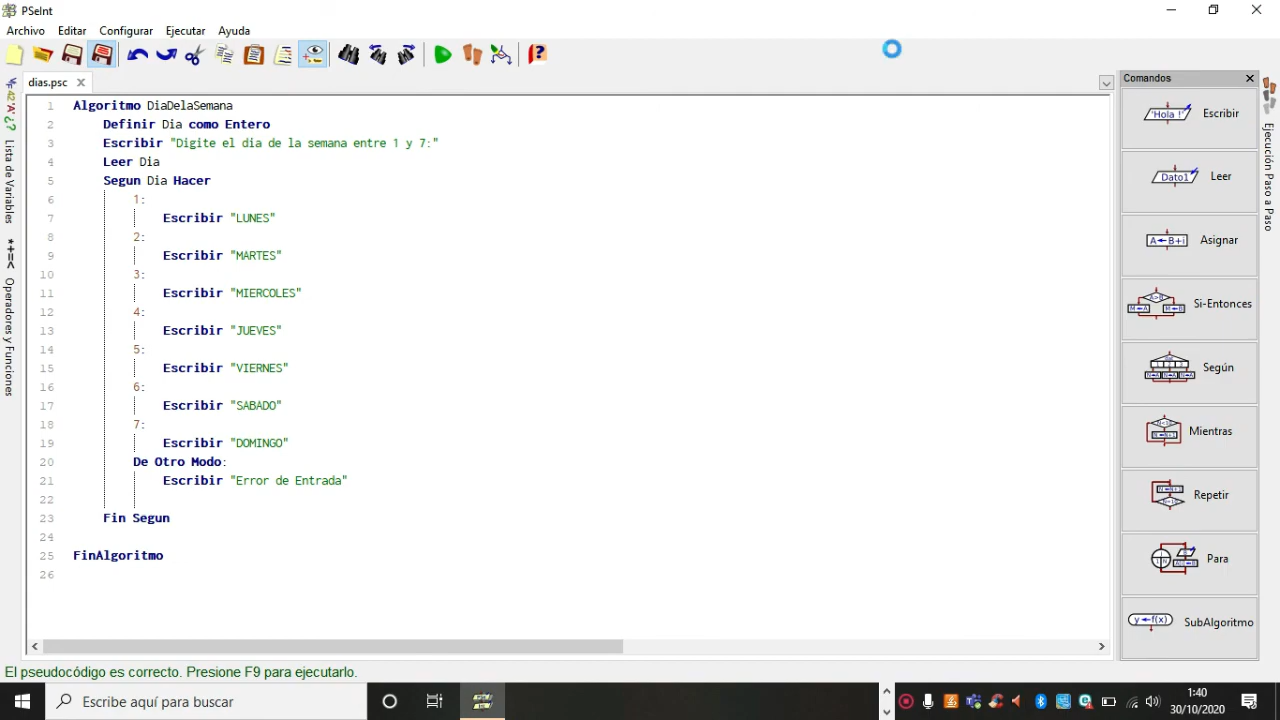 PSeInt
Archivo Editar Configurar Ejecutar Ayuda
dias.psc
Comandos
1 Algoritmo DiaDelaSemana
2 Definir Dia como Entero
3 Escribir "Digite el dia de la semana entre 1 y 7:"
4 Leer Dia
5 Segun Dia Hacer
6 1:
7 Escribir "LUNES"
8 2:
9 Escribir "MARTES"
10 3:
11 Escribir "MIERCOLES"
12 4:
13 Escribir "JUEVES"
14 5:
15 Escribir "VIERNES"
16 6:
17 Escribir "SABADO"
18 7:
19 Escribir "DOMINGO"
20 De Otro Modo:
21 Escribir "Error de Entrada"
22
23 Fin Segun
24
25 FinAlgoritmo
26
Lista de Variables
Operadores y Funciones
'Hola !' Escribir
Dato1 Leer
A←B+i Asignar
Si-Entonces
Según
Mientras
Repetir
Para
y←f(x) SubAlgoritmo
Ejecución Paso a Paso
El pseudocódigo es correcto. Presione F9 para ejecutarlo.
Escribe aquí para buscar
1:40
30/10/2020